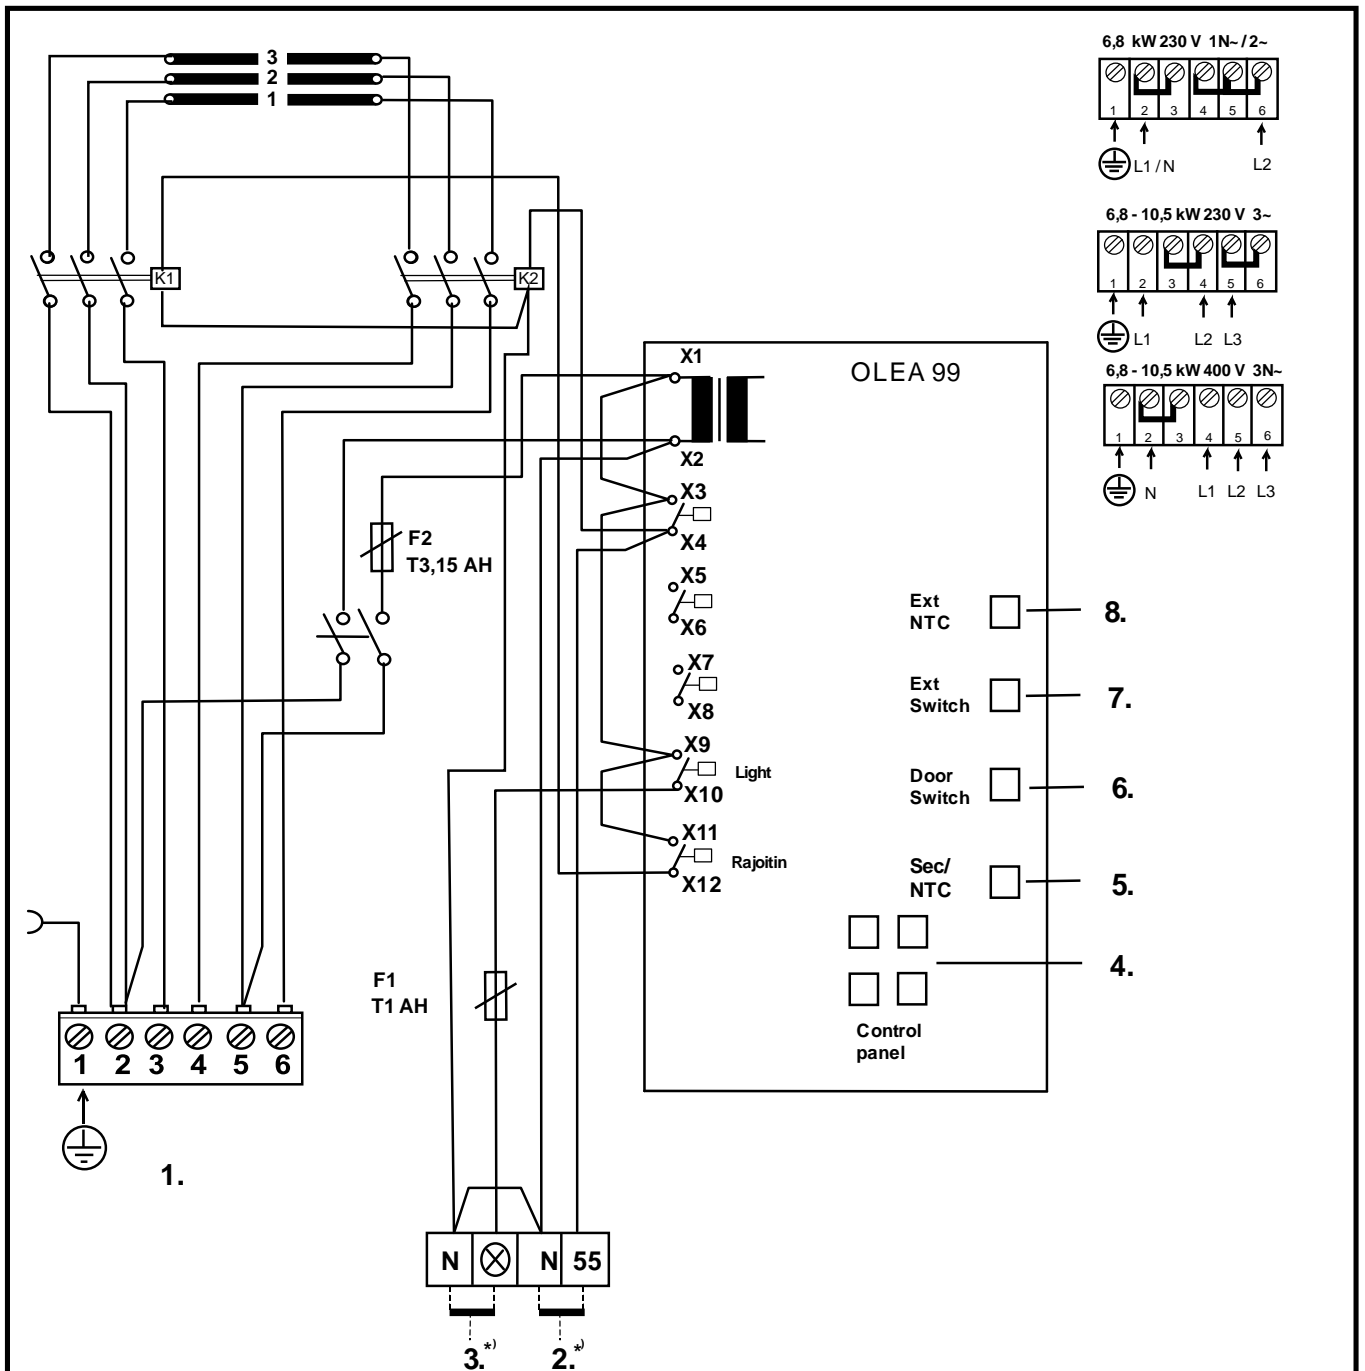 3
2
1
6,8 kW 230 V 1N~ / 2~
1 2 3 4 5 6
L1 / N L2
6,8 - 10,5 kW 230 V 3~
1 2 3 4 5 6
L1 L2 L3
6,8 - 10,5 kW 400 V 3N~
1 2 3 4 5 6
N L1 L2 L3
K1
K2
OLEA 99
X1
X2
X3
X4
X5
X6
X7
X8
X9
Light
X10
X11
Rajoitin
X12
F2
T3,15 AH
Ext
NTC
8.
Ext
Switch
7.
Door
Switch
6.
Sec/
NTC
5.
4.
Control
panel
F1
T1 AH
1 2 3 4 5 6
1.
N N 55
3.*) 2.*)